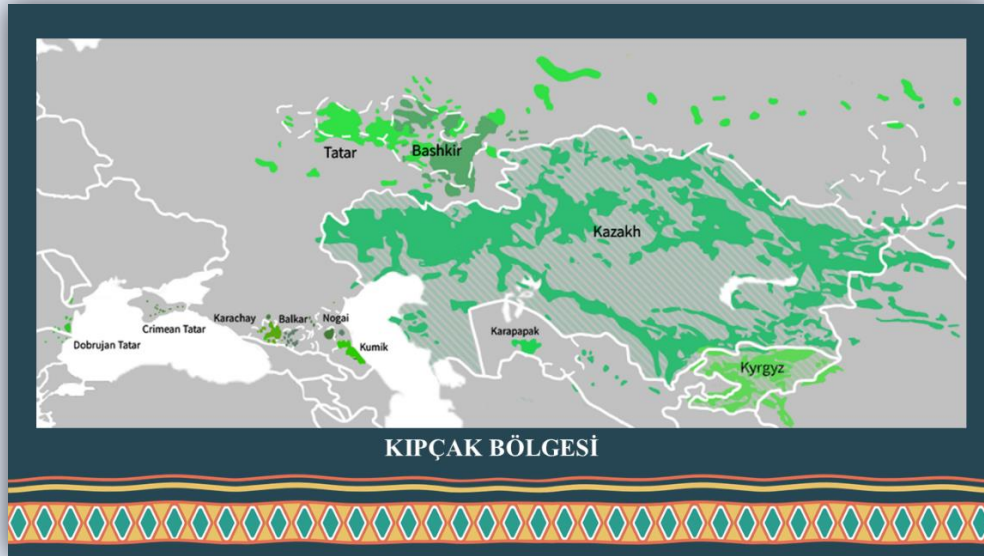 Tatar
Bashkir
Kazakh
Karachay
Balkar
Nogai
Crimean Tatar
Dobrujan Tatar
Kumik
Karapapak
Kyrgyz
KIPÇAK BÖLGESİ